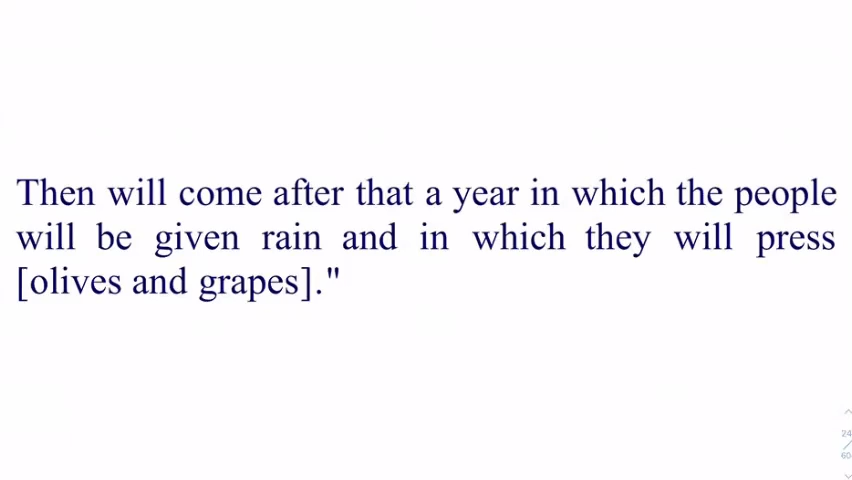 Then will come after that a year in which the people
will be given rain and in which they will press
[olives and grapes]."
24
60